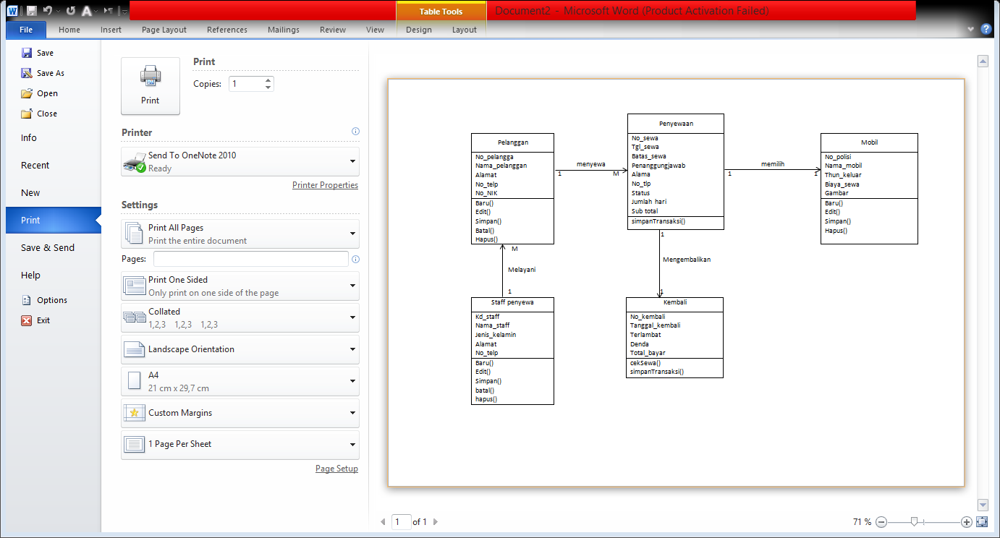 Table Tools
Document2 - Microsoft Word (Product Activation Failed)
File
Home
Insert
Page Layout
References
Mailings
Review
View
Design
Layout
Save
Save As
Open
Close
Info
Recent
New
Print
Save & Send
Help
Options
Exit
Print
Print
Copies: 1
Printer
Send To OneNote 2010
Ready
Printer Properties
Settings
Print All Pages
Print the entire document
Pages:
Print One Sided
Only print on one side of the page
Collated
1,2,3 1,2,3 1,2,3
Landscape Orientation
A4
21 cm x 29,7 cm
Custom Margins
1 Page Per Sheet
Page Setup
Pelanggan
No_pelangga
Nama_pelanggan
Alamat
No_telp
No_NIK
Baru()
Edit()
Simpan()
Batal()
Hapus()
menyewa
1
M
Penyewaan
No_sewa
Tgl_sewa
Batas_sewa
Penanggungjawab
Alama
No_tlp
Status
Jumlah hari
Sub total
simpanTransaksi()
memilih
1
1
Mobil
No_polisi
Nama_mobil
Thun_keluar
Biaya_sewa
Gambar
Baru()
Edit()
Simpan()
Hapus()
M
Melayani
1
Staff penyewa
Kd_staff
Nama_staff
Jenis_kelamin
Alamat
No_telp
Baru()
Edit()
Simpan()
batal()
hapus()
1
Mengembalikan
1
Kembali
No_kembali
Tanggal_kembali
Terlambat
Denda
Total_bayar
cekSewa()
simpanTransaksi()
1 of 1
71 %